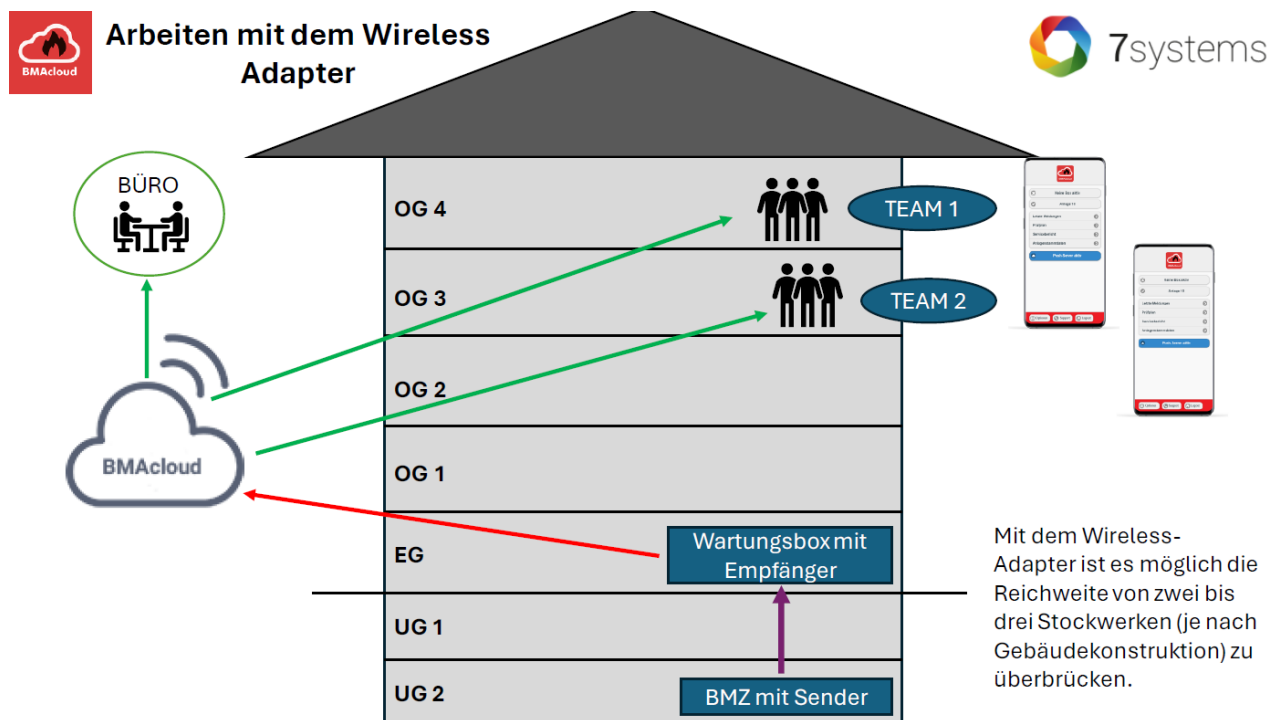 BMAcloud
Arbeiten mit dem Wireless
Adapter
7systems
BÜRO
OG 4
TEAM 1
OG 3
TEAM 2
OG 2
BMAcloud
OG 1
EG
Wartungsbox mit
Empfänger
UG 1
UG 2
BMZ mit Sender
Mit dem Wireless-
Adapter ist es möglich die
Reichweite von zwei bis
drei Stockwerken (je nach
Gebäudekonstruktion) zu
überbrücken.